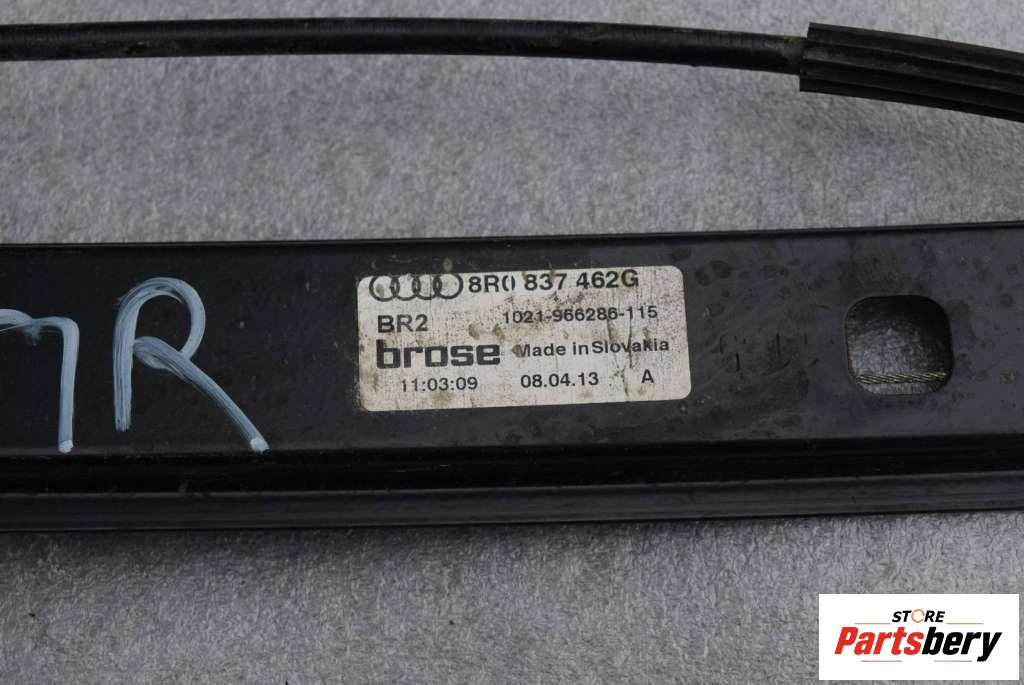 8R0 837 462G
BR2 1021-966286-115
brose Made in Slovakia
11:03:09 08.04.13 A
R
STORE
Partsbery